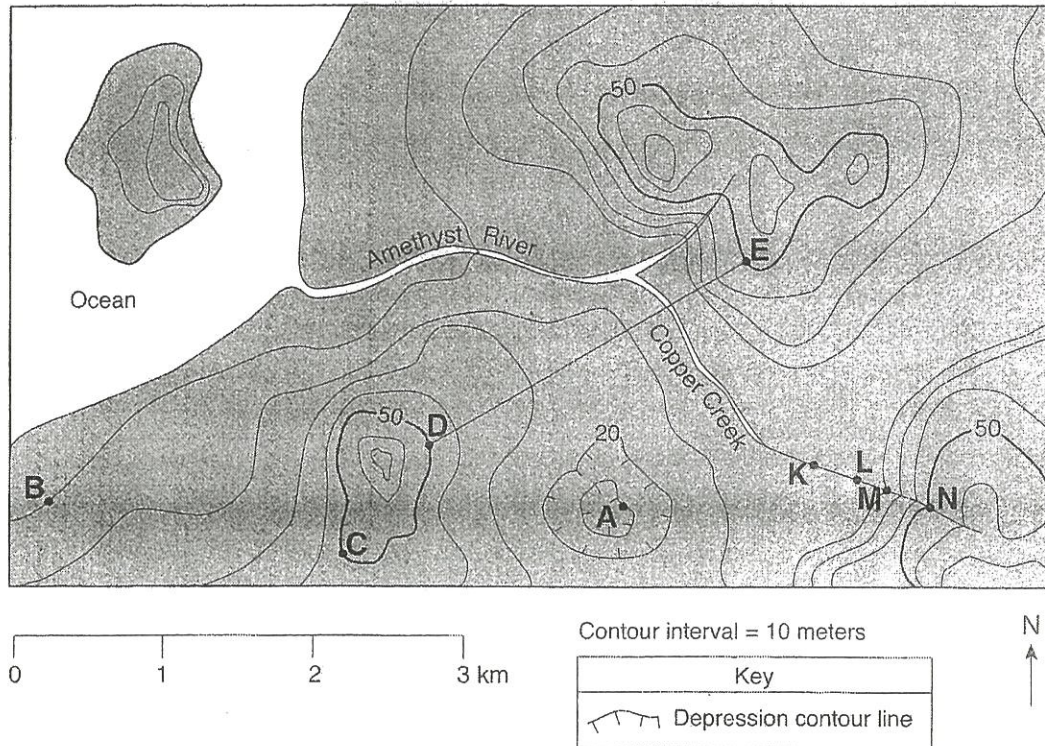 50
E
Amethyst River
Ocean
Copper Creek
50
D
20
50
B
K
L
M
N
A
C
0 1 2 3 km
Contour interval = 10 meters
N
Key
Depression contour line